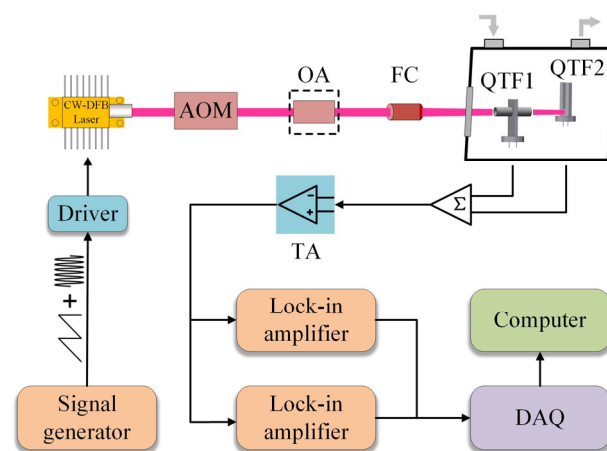 OA
FC
QTF1
QTF2
CW-DFB
Laser
AOM
Driver
TA
Σ
+
Lock-in
amplifier
Computer
Signal
generator
Lock-in
amplifier
DAQ